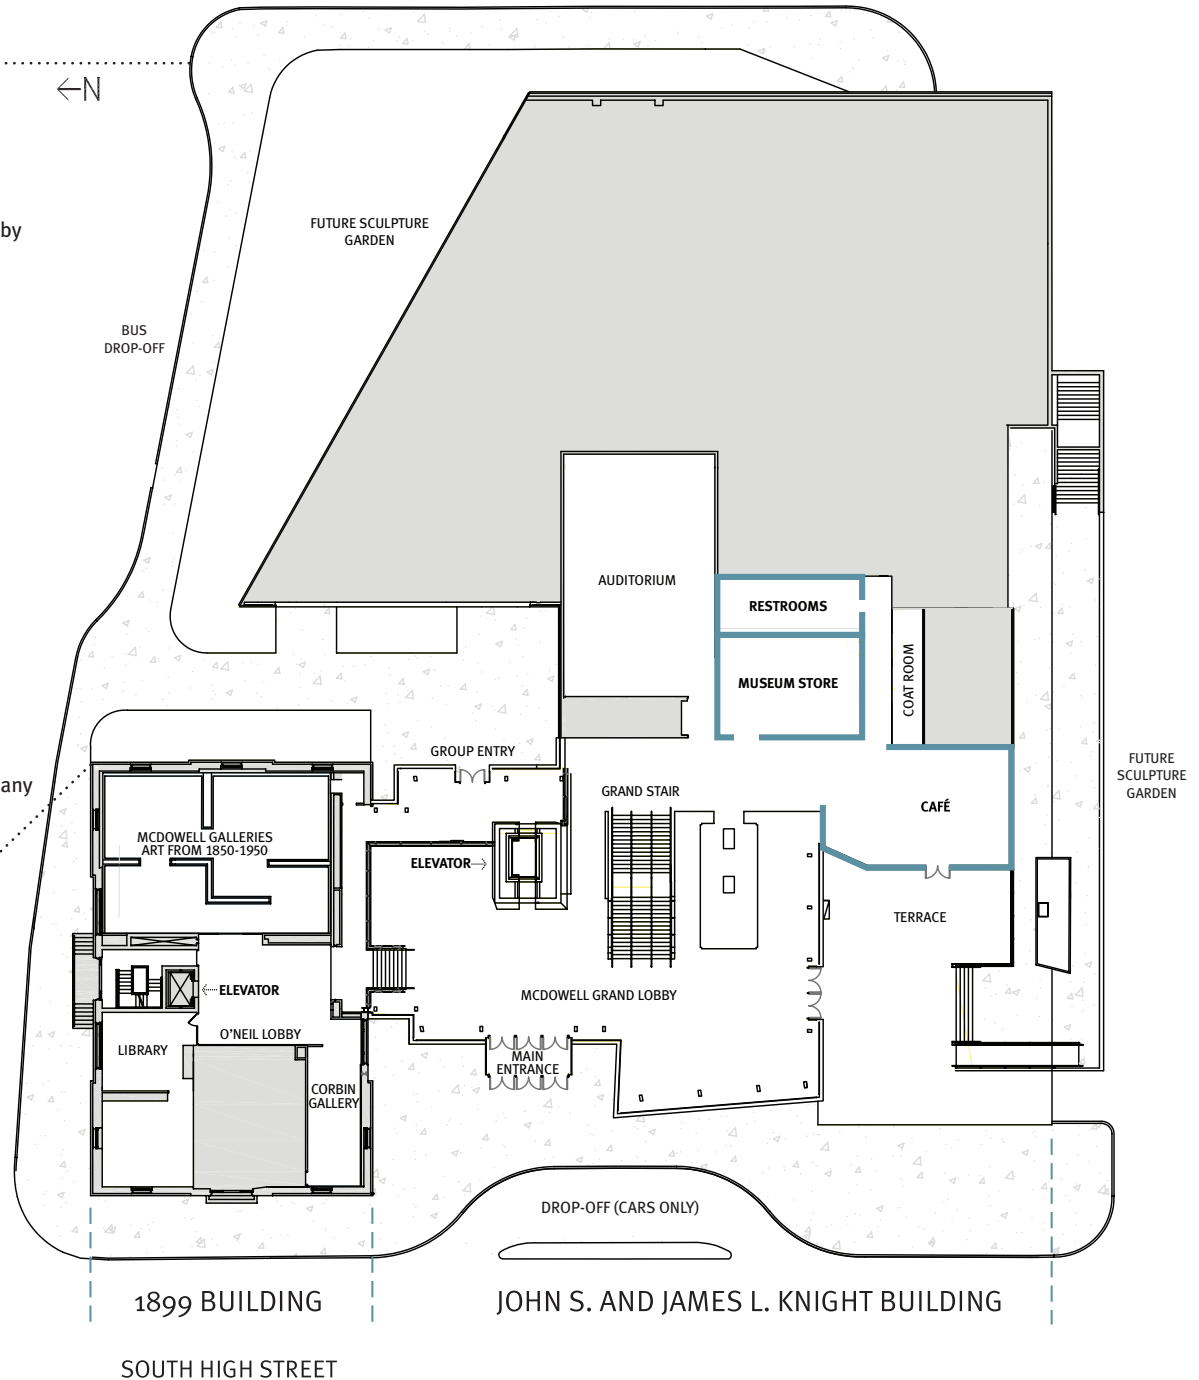 ←N
by
FUTURE SCULPTURE
GARDEN
BUS
DROP-OFF
AUDITORIUM
RESTROOMS
MUSEUM STORE
COAT ROOM
GROUP ENTRY
any
GRAND STAIR
FUTURE
SCULPTURE
GARDEN
CAFÉ
MCDOWELL GALLERIES
ART FROM 1850-1950
ELEVATOR
TERRACE
ELEVATOR
MCDOWELL GRAND LOBBY
O'NEIL LOBBY
LIBRARY
MAIN
ENTRANCE
CORBIN
GALLERY
DROP-OFF (CARS ONLY)
1899 BUILDING
JOHN S. AND JAMES L. KNIGHT BUILDING
SOUTH HIGH STREET